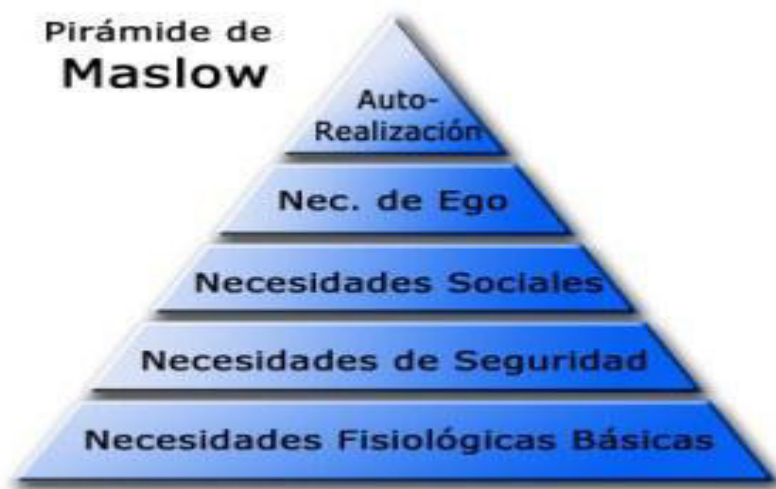 Pirámide de
Maslow
Auto-
Realización
Nec. de Ego
Necesidades Sociales
Necesidades de Seguridad
Necesidades Fisiológicas Básicas